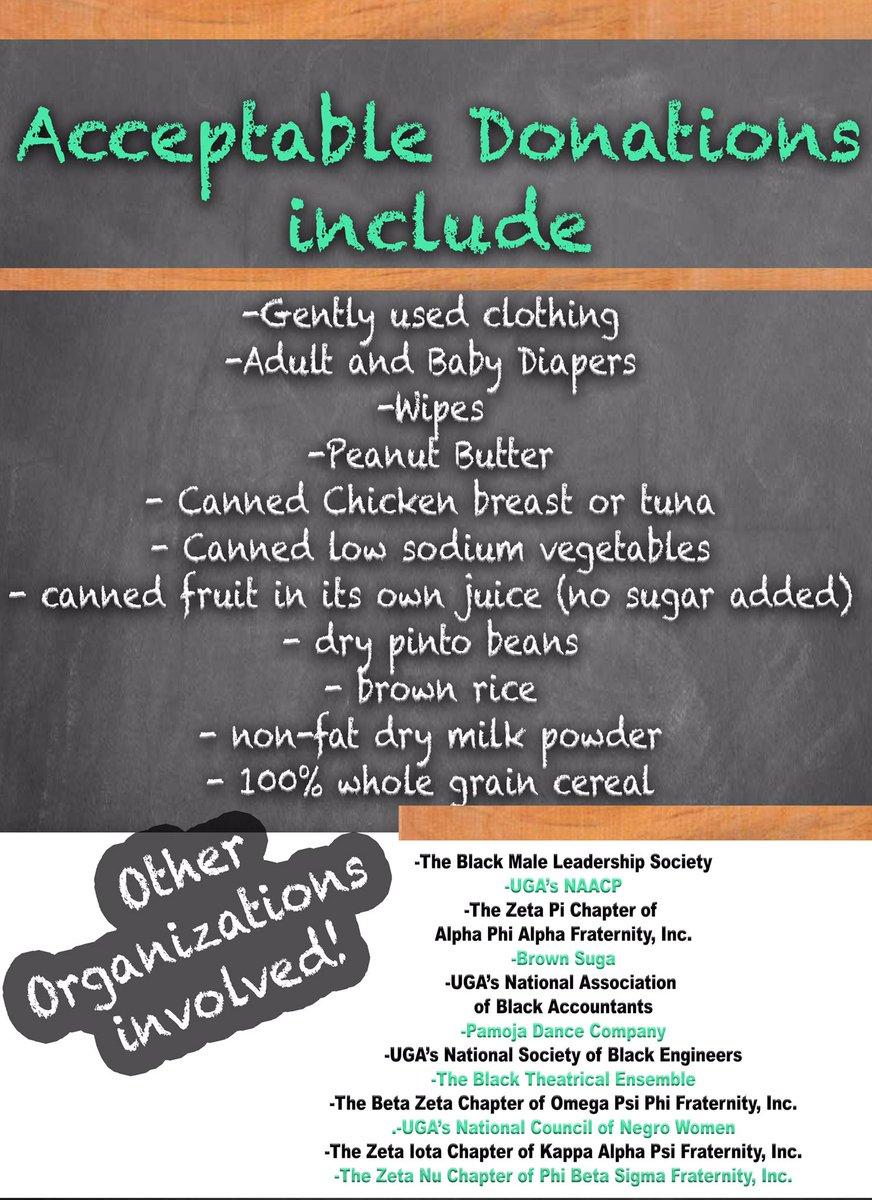 Acceptable Donations
include
-Gently used clothing
-Adult and Baby Diapers
-Wipes
-Peanut Butter
- Canned Chicken breast or tuna
- Canned low sodium vegetables
- canned fruit in its own juice (no sugar added)
- dry pinto beans
- brown rice
- non-fat dry milk powder
- 100% whole grain cereal
Other
Organizations
involved!
-The Black Male Leadership Society
-UGA's NAACP
-The Zeta Pi Chapter of
Alpha Phi Alpha Fraternity, Inc.
-Brown Suga
-UGA's National Association
of Black Accountants
-Pamoja Dance Company
-UGA's National Society of Black Engineers
-The Black Theatrical Ensemble
-The Beta Zeta Chapter of Omega Psi Phi Fraternity, Inc.
.-UGA's National Council of Negro Women
-The Zeta Iota Chapter of Kappa Alpha Psi Fraternity, Inc.
-The Zeta Nu Chapter of Phi Beta Sigma Fraternity, Inc.